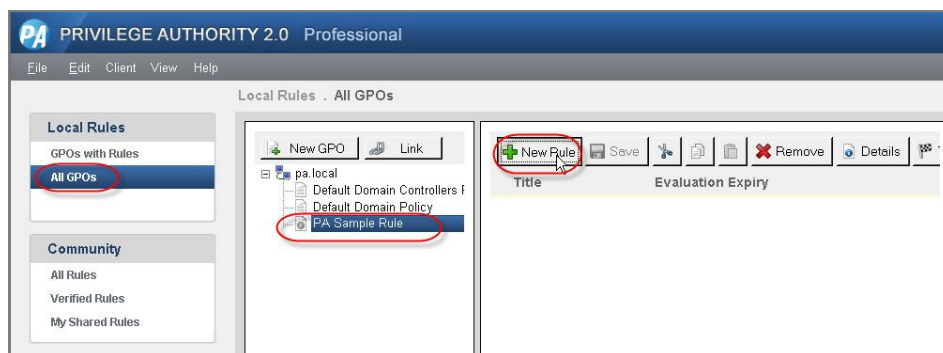 PA PRIVILEGE AUTHORITY 2.0 Professional
File Edit Client View Help
Local Rules . All GPOs
Local Rules
GPOs with Rules
All GPOs
Community
All Rules
Verified Rules
My Shared Rules
New GPO Link
pa.local
Default Domain Controllers
Default Domain Policy
PA Sample Rule
New Rule Save Remove Details
Title Evaluation Expiry